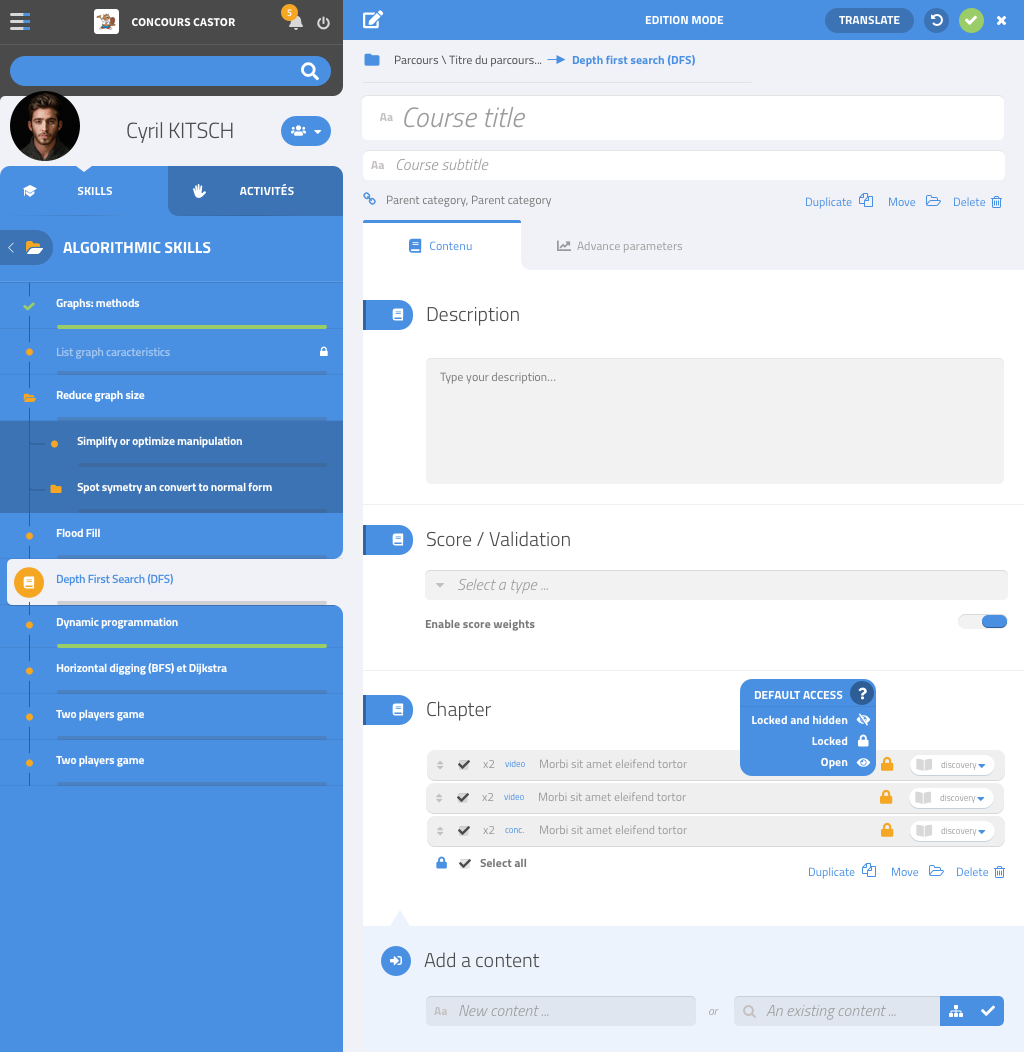 CONCOURS CASTOR
5
EDITION MODE
TRANSLATE
Parcours \ Titre du parcours...
Depth first search (DFS)
Cyril KITSCH
Aa Course title
Aa Course subtitle
SKILLS
ACTIVITÉS
Parent category, Parent category
Duplicate
Move
Delete
ALGORITHMIC SKILLS
Contenu
Advance parameters
Graphs: methods
List graph caracteristics
Reduce graph size
Simplify or optimize manipulation
Spot symetry an convert to normal form
Flood Fill
Depth First Search (DFS)
Dynamic programmation
Horizontal digging (BFS) et Dijkstra
Two players game
Two players game
Description
Type your description...
Score / Validation
Select a type ...
Enable score weights
Chapter
DEFAULT ACCESS ?
Locked and hidden
Locked
Open
x2 video Morbi sit amet eleifend tortor discovery
x2 video Morbi sit amet eleifend tortor discovery
x2 conc. Morbi sit amet eleifend tortor discovery
Select all
Duplicate
Move
Delete
Add a content
Aa New content ...
or
An existing content ...